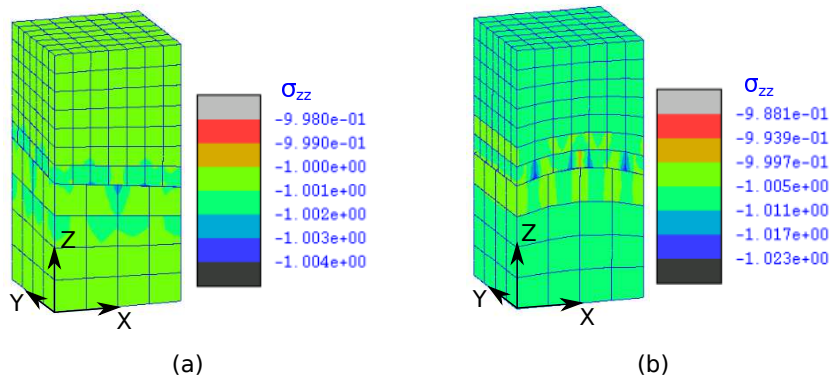 σzz
-9.980e-01
-9.990e-01
-1.000e+00
-1.001e+00
-1.002e+00
-1.003e+00
-1.004e+00
Z
Y
X
(a)
σzz
-9.881e-01
-9.939e-01
-9.997e-01
-1.005e+00
-1.011e+00
-1.017e+00
-1.023e+00
Z
Y
X
(b)